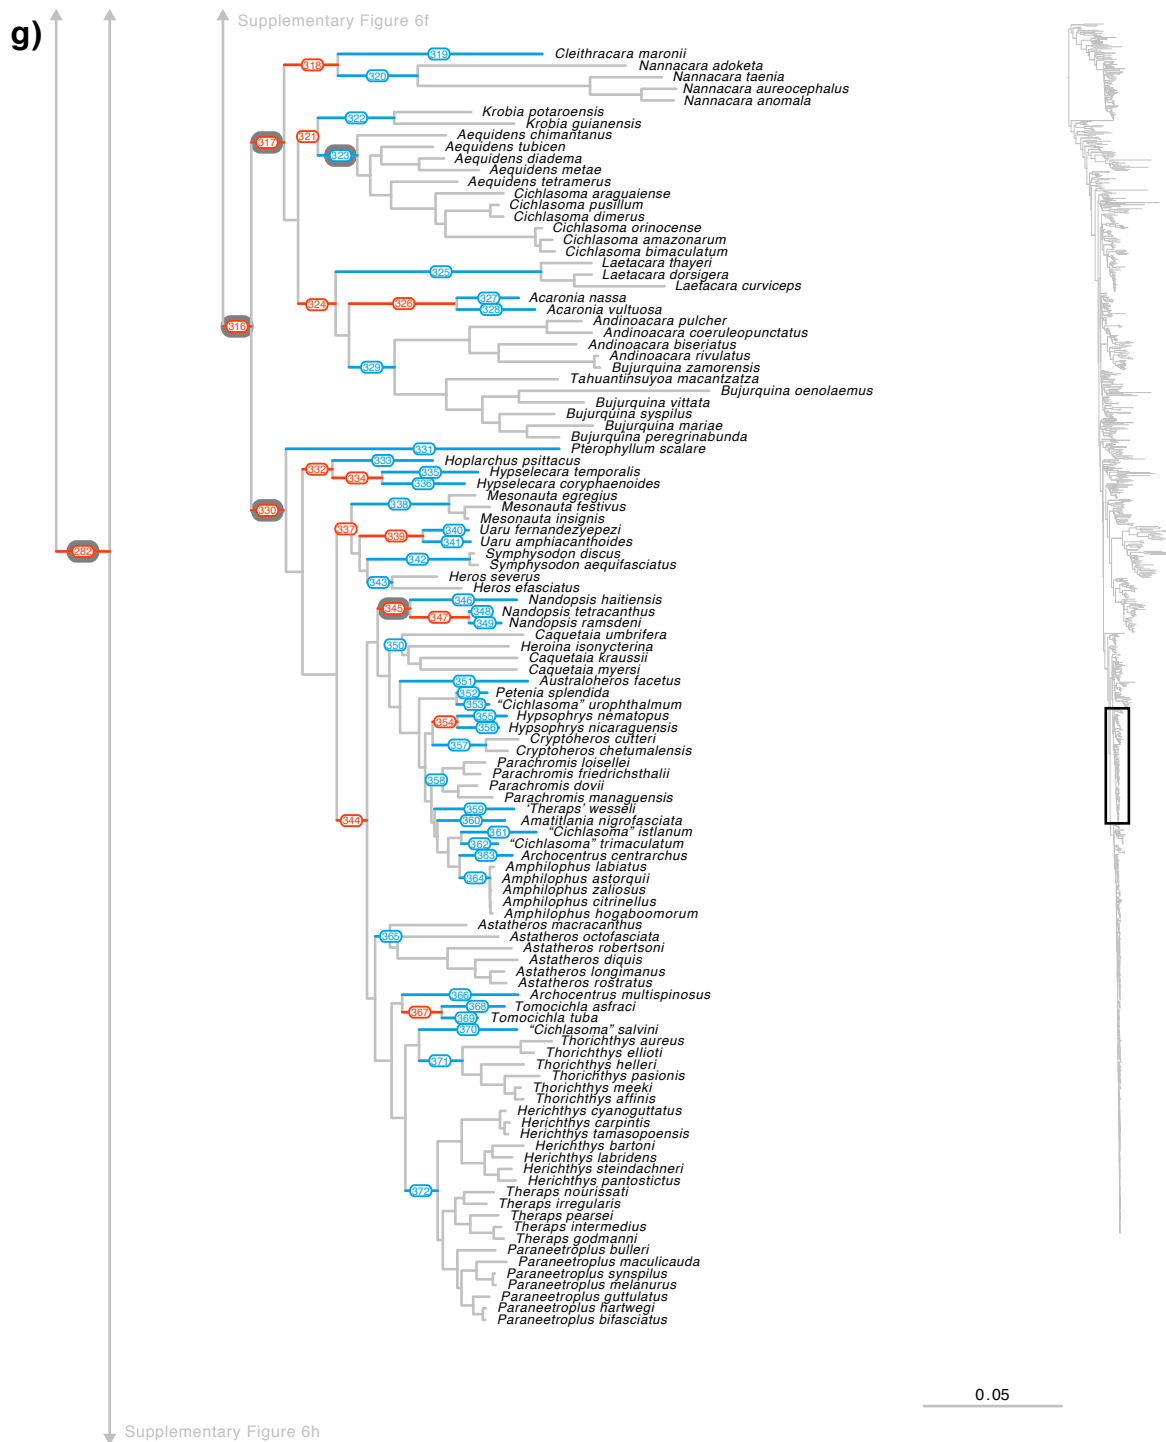 g)
Supplementary Figure 6f
319 Cleithracara maronii
318
Nannacara adoketa
320 Nannacara taenia
Nannacara aureocephalus
Nannacara anomala
Krobia potaroensis
322
Krobia guianensis
321
Aequidens chimantanus
317
Aequidens tubicen
323 Aequidens diadema
Aequidens metae
Aequidens tetramerus
Cichlasoma araguaiense
Cichlasoma pusillum
Cichlasoma dimerus
Cichlasoma orinocense
Cichlasoma amazonarum
Cichlasoma bimaculatum
Laetacara thayeri
325 Laetacara dorsigera
Laetacara curviceps
327 Acaronia nassa
324 326
328 Acaronia vultuosa
Andinoacara pulcher
316
Andinoacara coeruleopunctatus
Andinoacara biseriatus
Andinoacara rivulatus
329 Bujurquina zamorensis
Tahuantinsuyoa macantzatza
Bujurquina oenolaemus
Bujurquina vittata
Bujurquina syspilus
Bujurquina mariae
Bujurquina peregrinabunda
331 Pterophyllum scalare
333 Hoplarchus psittacus
332
335 Hypselecara temporalis
334
336 Hypselecara coryphaenoides
Mesonauta egregius
338 Mesonauta festivus
330
Mesonauta insignis
337
340 Uaru fernandezyepezi
339
341 Uaru amphiacanthoides
282
Symphysodon discus
342
Symphysodon aequifasciatus
Heros severus
343
Heros efasciatus
346 Nandopsis haitiensis
345
348 Nandopsis tetracanthus
347
349 Nandopsis ramsdeni
Caquetaia umbrifera
350 Heroina isonycterina
Caquetaia kraussii
Caquetaia myersi
351 Australoheros facetus
352 Petenia splendida
353 “Cichlasoma” urophthalmum
355 Hypsophrys nematopus
354
356 Hypsophrys nicaraguensis
Cryptoheros cutteri
357
Cryptoheros chetumalensis
Parachromis loisellei
Parachromis friedrichsthalii
358
Parachromis dovii
Parachromis managuensis
359 ‘Theraps’ wesseli
344
360 Amatitlania nigrofasciata
361 “Cichlasoma” istlanum
362 “Cichlasoma” trimaculatum
363 Archocentrus centrarchus
Amphilophus labiatus
364 Amphilophus astorquii
Amphilophus zaliosus
Amphilophus citrinellus
Amphilophus hogaboomorum
Astatheros macracanthus
365 Astatheros octofasciata
Astatheros robertsoni
Astatheros diquis
Astatheros longimanus
Astatheros rostratus
366 Archocentrus multispinosus
368 Tomocichla asfraci
367
369 Tomocichla tuba
370 “Cichlasoma” salvini
Thorichthys aureus
Thorichthys ellioti
371
Thorichthys helleri
Thorichthys pasionis
Thorichthys meeki
Thorichthys affinis
Herichthys cyanoguttatus
Herichthys carpintis
Herichthys tamasopoensis
Herichthys bartoni
Herichthys labridens
Herichthys steindachneri
Herichthys pantostictus
372
Theraps nourissati
Theraps irregularis
Theraps pearsei
Theraps intermedius
Theraps godmanni
Paraneetroplus bulleri
Paraneetroplus maculicauda
Paraneetroplus synspilus
Paraneetroplus melanurus
Paraneetroplus guttulatus
Paraneetroplus hartwegi
Paraneetroplus bifasciatus
0.05
Supplementary Figure 6h